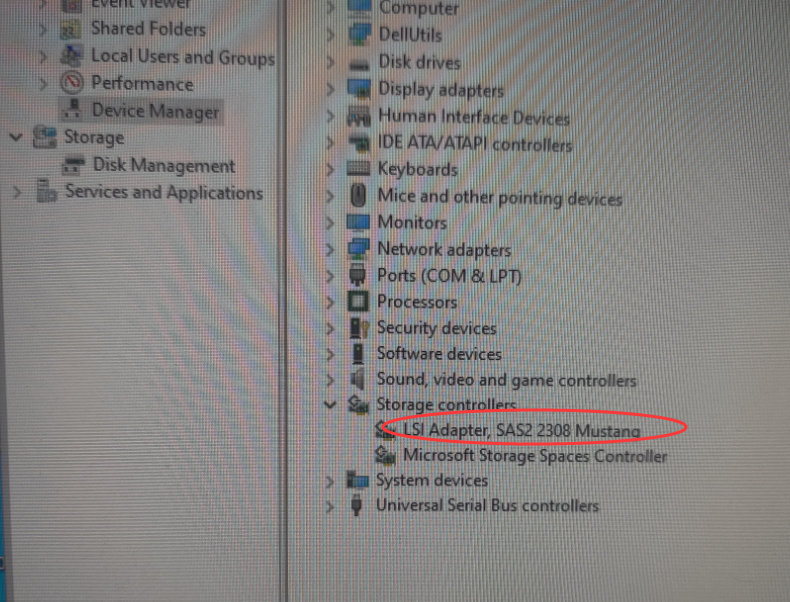 Event Viewer
Shared Folders
Local Users and Groups
Performance
Device Manager
Storage
Disk Management
Services and Applications
Computer
DellUtils
Disk drives
Display adapters
Human Interface Devices
IDE ATA/ATAPI controllers
Keyboards
Mice and other pointing devices
Monitors
Network adapters
Ports (COM & LPT)
Processors
Security devices
Software devices
Sound, video and game controllers
Storage controllers
LSI Adapter, SAS2 2308 Mustang
Microsoft Storage Spaces Controller
System devices
Universal Serial Bus controllers